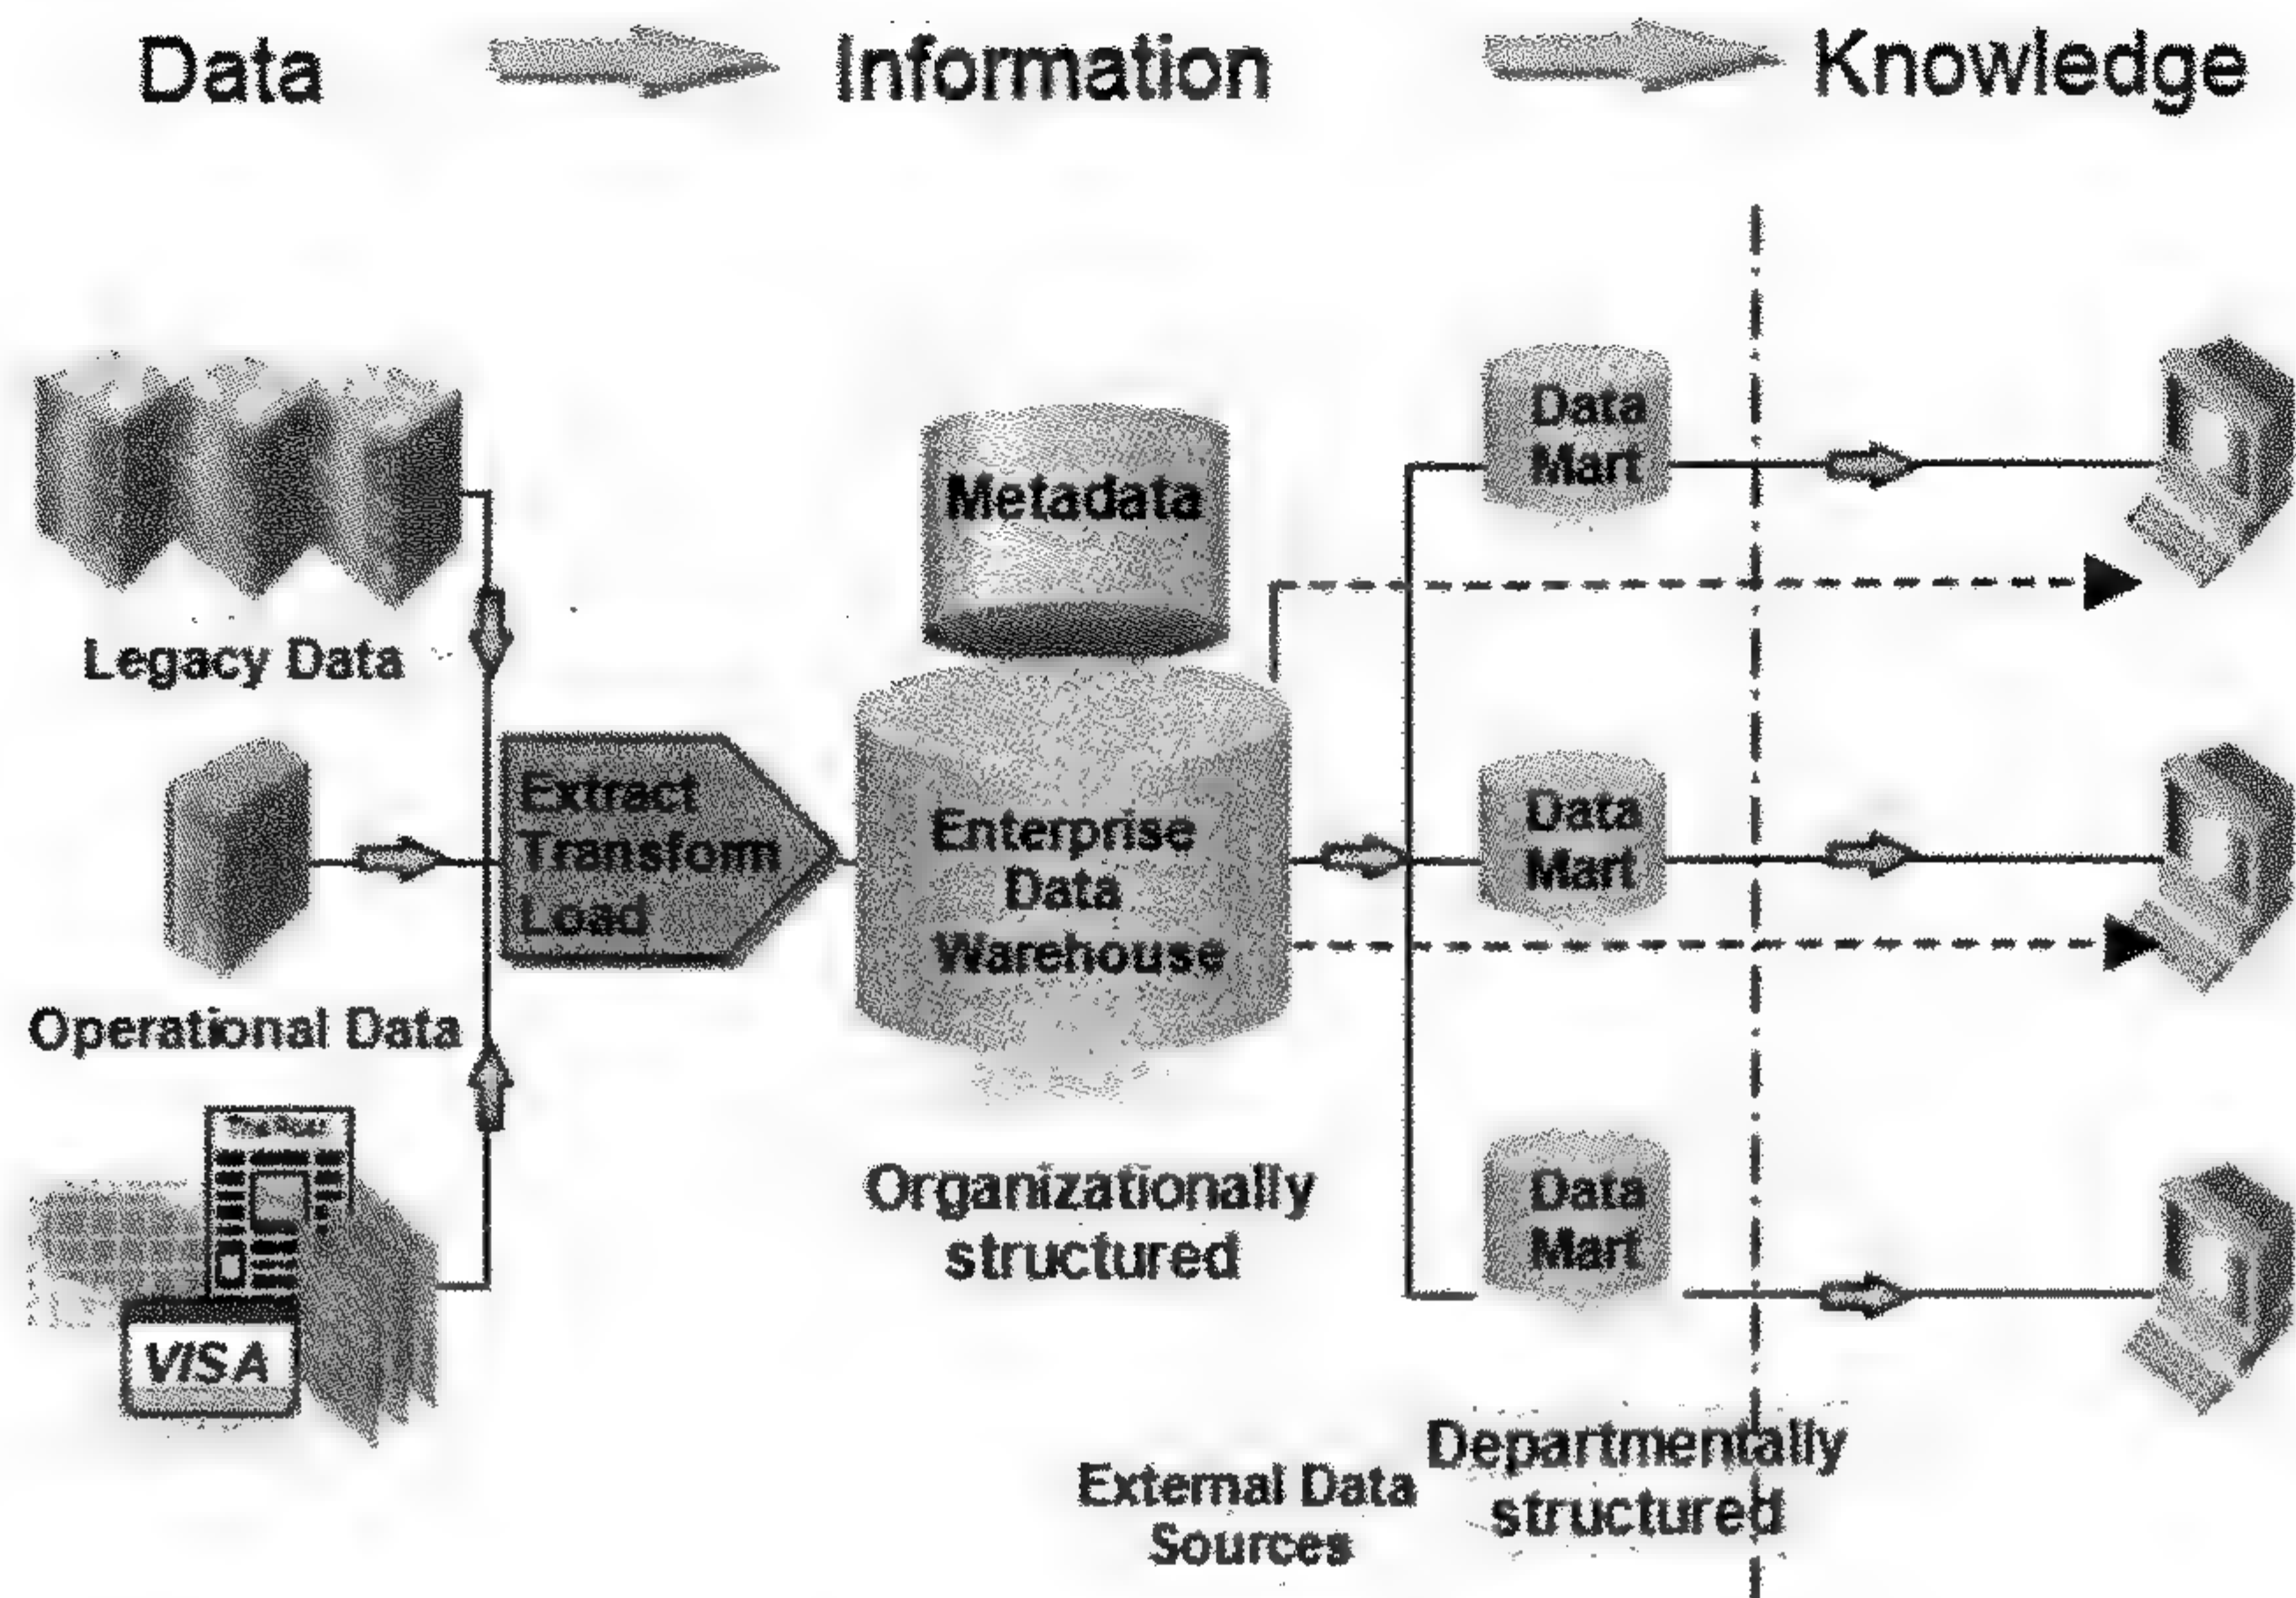 Data
Information
Knowledge
Legacy Data
Operational Data
VISA
Extract
Transform
Load
Metadata
Enterprise
Data
Warehouse
Organizationally
structured
Data
Mart
Data
Mart
Data
Mart
External Data
Sources
Departmentally
structured